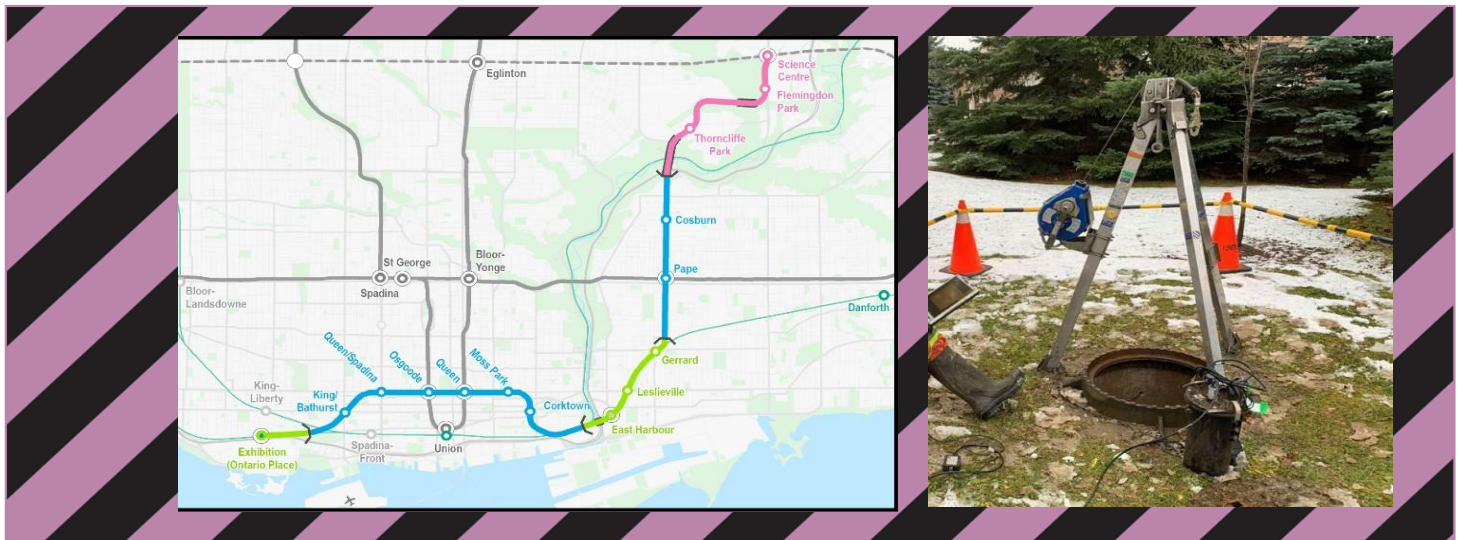 Science
Centre
Eglinton
Flemingdon
Park
Thorncliffe
Park
Cosburn
St George
Bloor-
Yonge
Pape
Spadina
Bloor-
Landsdowne
Danforth
Queen/Spadina
Osgoode
Queen
Moss Park
Gerrard
King-
Liberty
King/
Bathurst
Leslieville
Corktown
East Harbour
Exhibition
(Ontario Place)
Spadina-
Front
Union